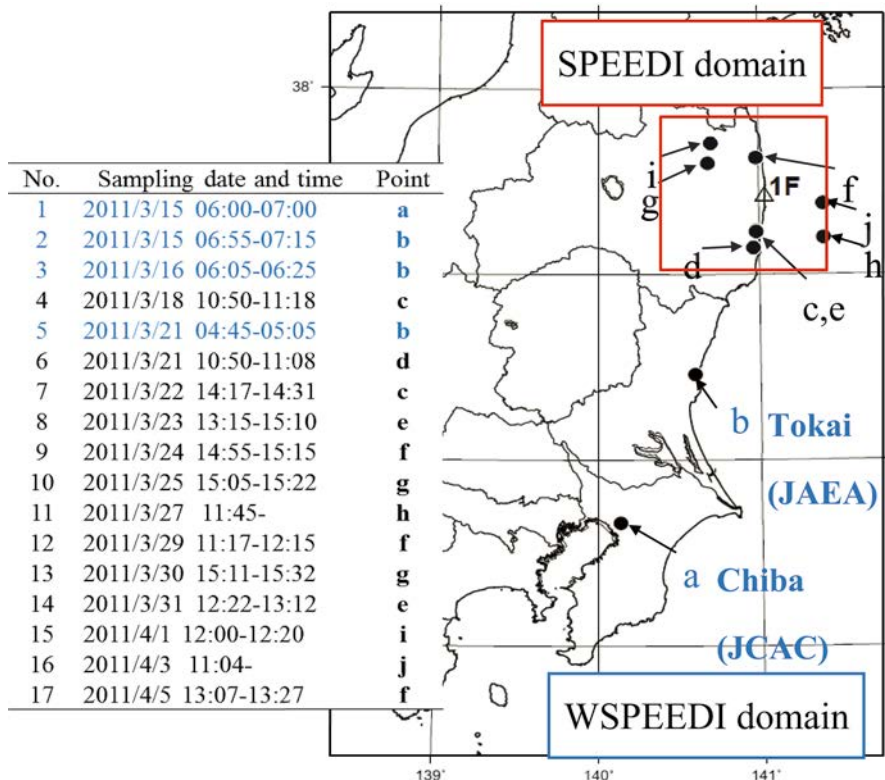 SPEEDI domain
38°
No. Sampling date and time Point
1 2011/3/15 06:00-07:00 a
2 2011/3/15 06:55-07:15 b
3 2011/3/16 06:05-06:25 b
4 2011/3/18 10:50-11:18 c
5 2011/3/21 04:45-05:05 b
6 2011/3/21 10:50-11:08 d
7 2011/3/22 14:17-14:31 c
8 2011/3/23 13:15-15:10 e
9 2011/3/24 14:55-15:15 f
10 2011/3/25 15:05-15:22 g
11 2011/3/27 11:45- h
12 2011/3/29 11:17-12:15 f
13 2011/3/30 15:11-15:32 g
14 2011/3/31 12:22-13:12 e
15 2011/4/1 12:00-12:20 i
16 2011/4/3 11:04- j
17 2011/4/5 13:07-13:27 f
i
g
1F
f
j
h
d
c,e
b Tokai
(JAEA)
a Chiba
(JCAC)
WSPEEDI domain
139° 140° 141°